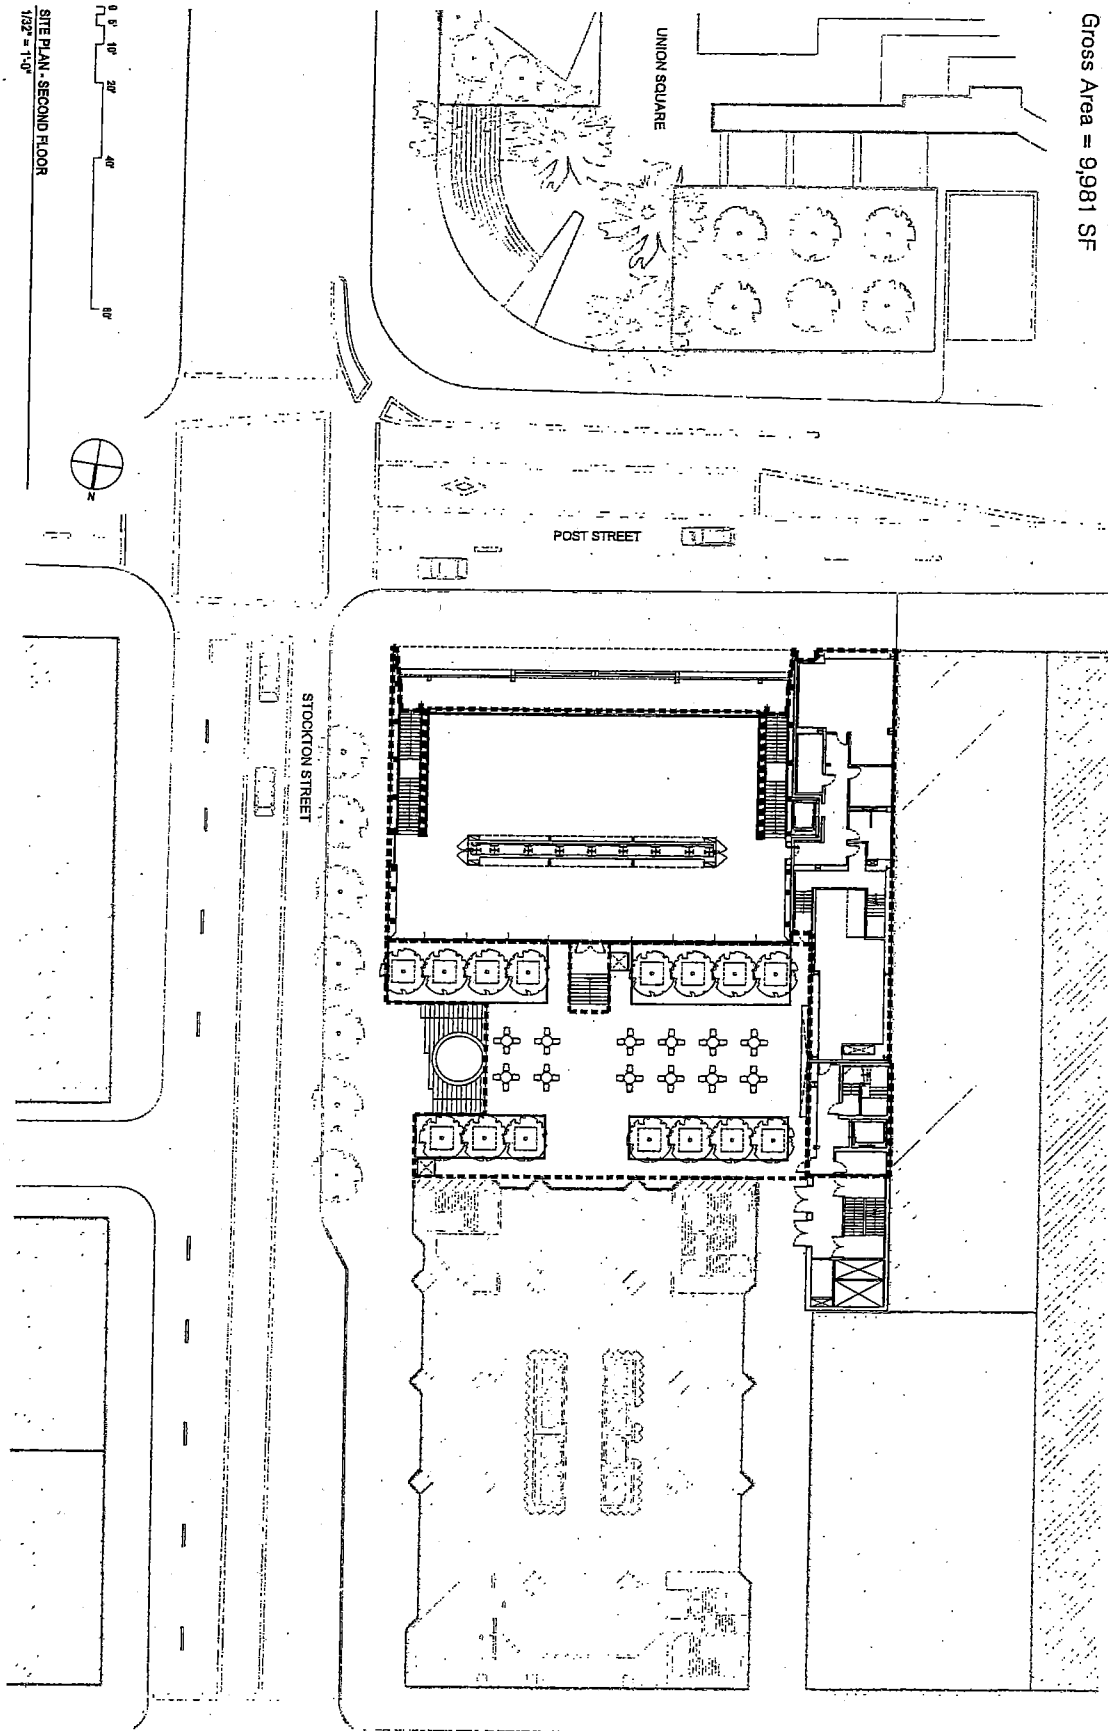 Gross Area = 9,981 SF
UNION SQUARE
POST STREET
STOCKTON STREET
N
0 5' 10' 20' 40' 80'
SITE PLAN - SECOND FLOOR
1/32" = 1'-0"